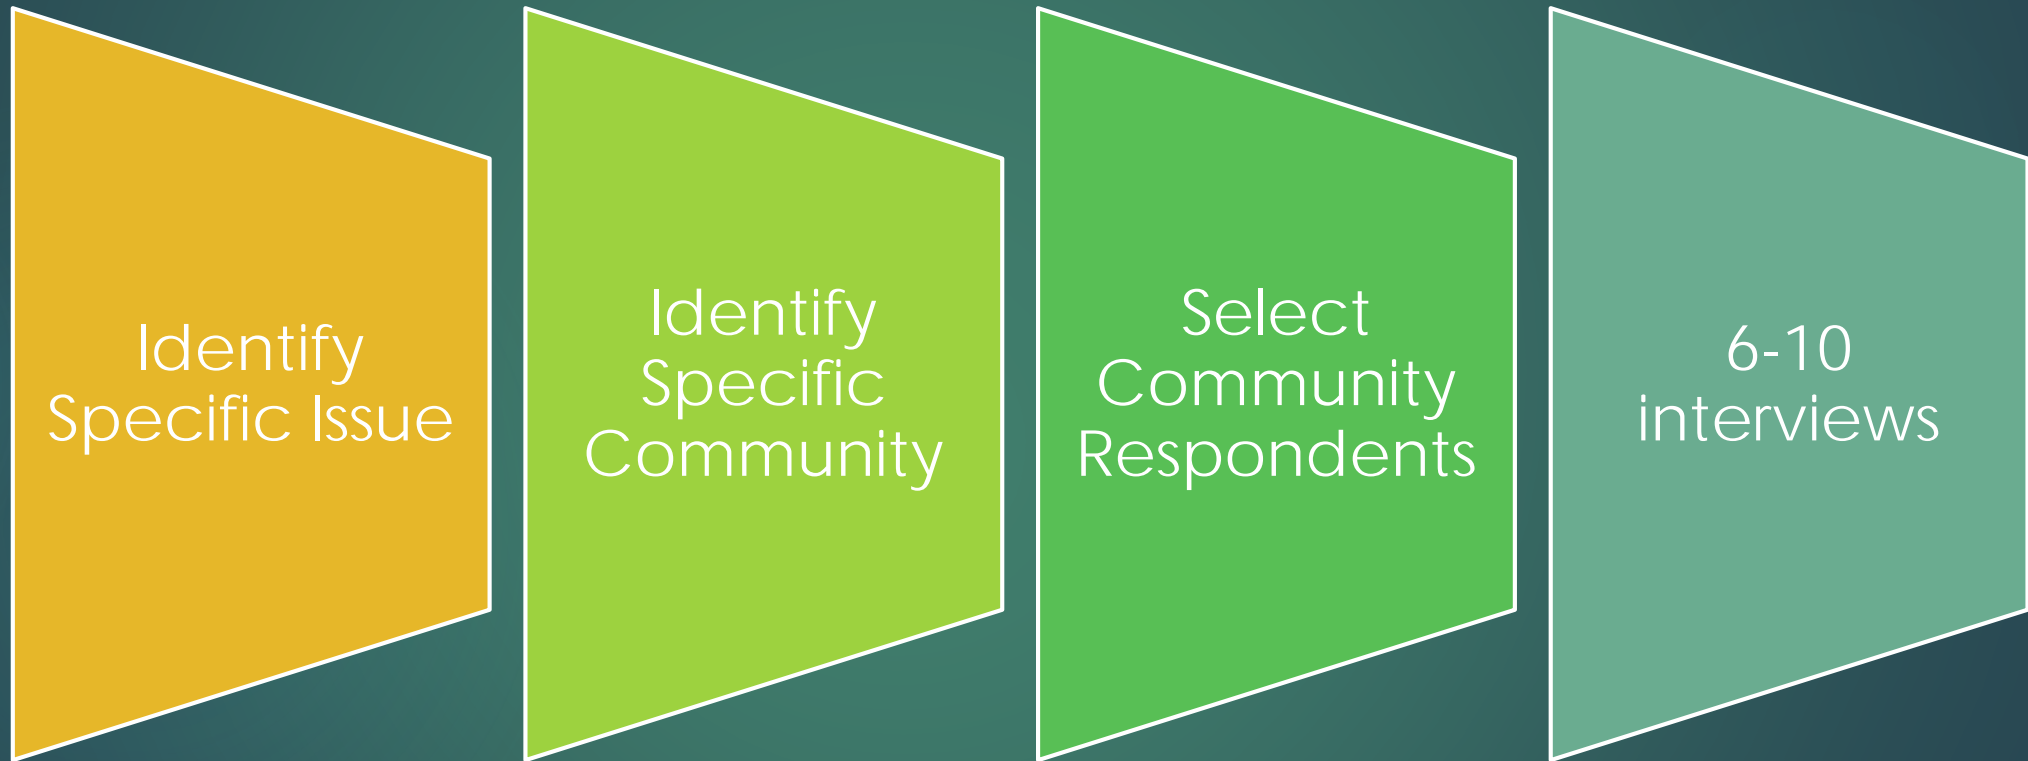 Identify
Specific Issue
Identify
Specific
Community
Select
Community
Respondents
6-10
interviews